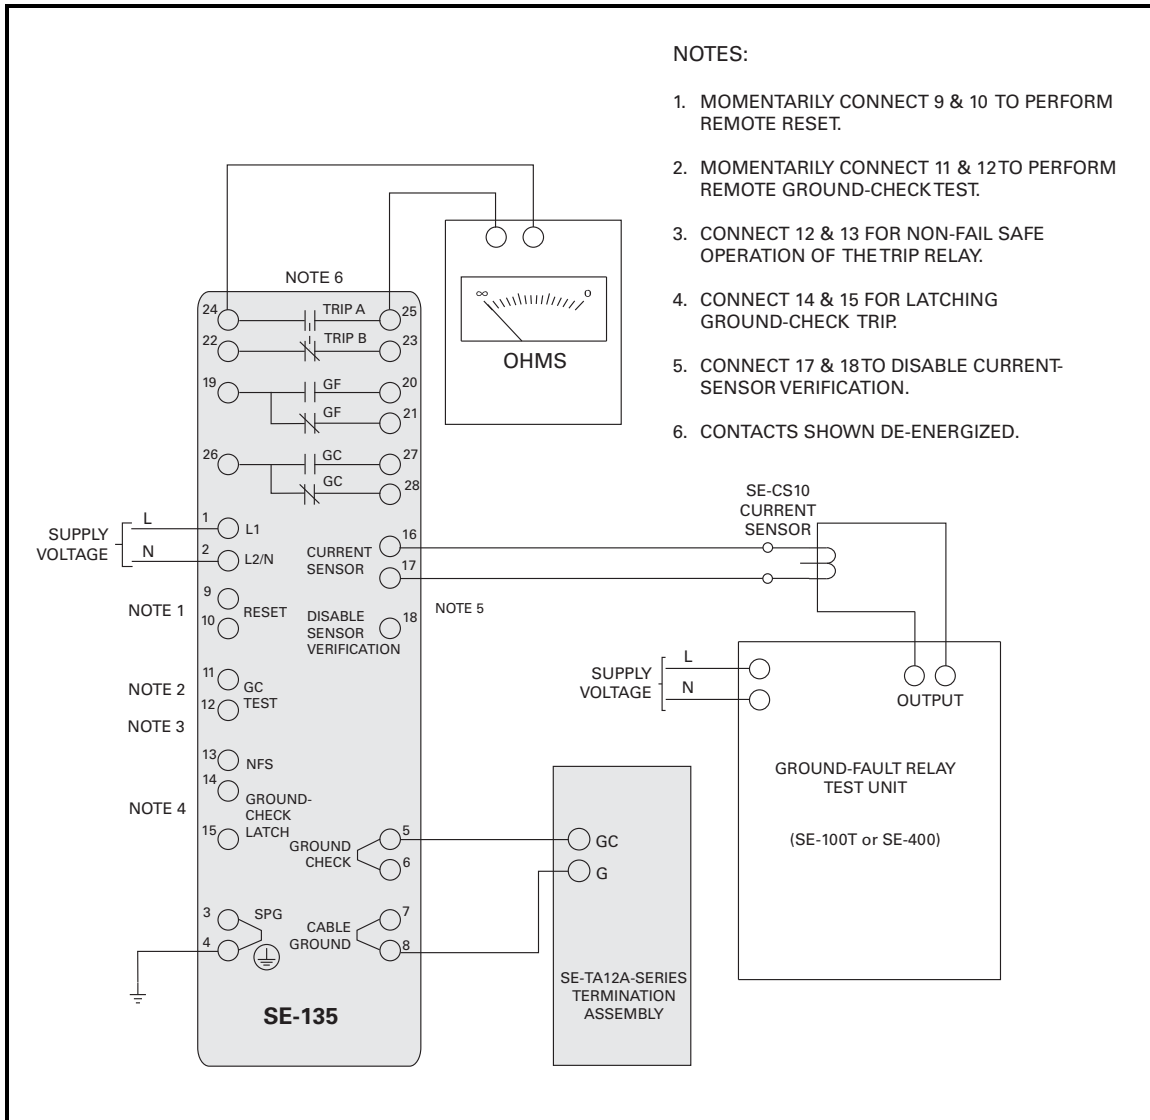 NOTES:
1. MOMENTARILY CONNECT 9 & 10 TO PERFORM
REMOTE RESET.
2. MOMENTARILY CONNECT 11 & 12 TO PERFORM
REMOTE GROUND-CHECK TEST.
3. CONNECT 12 & 13 FOR NON-FAIL SAFE
OPERATION OF THE TRIP RELAY.
4. CONNECT 14 & 15 FOR LATCHING
GROUND-CHECK TRIP.
5. CONNECT 17 & 18 TO DISABLE CURRENT-
SENSOR VERIFICATION.
6. CONTACTS SHOWN DE-ENERGIZED.
NOTE 6
∞ 0
OHMS
24 TRIP A 25
22 TRIP B 23
19 GF 20
GF 21
26 GC 27
GC 28
SUPPLY
VOLTAGE
L 1 L1
N 2 L2/N
CURRENT
SENSOR
16
17
SE-CS10
CURRENT
SENSOR
NOTE 1
9
10
RESET
DISABLE
SENSOR
VERIFICATION
18
NOTE 5
NOTE 2
11
12
GC
TEST
NOTE 3
13 NFS
NOTE 4
14
15
GROUND-
CHECK
LATCH
GROUND
CHECK
5
6
3 SPG
4
CABLE
GROUND
7
8
SE-135
GC
G
SE-TA12A-SERIES
TERMINATION
ASSEMBLY
SUPPLY
VOLTAGE
L
N
OUTPUT
GROUND-FAULT RELAY
TEST UNIT
(SE-100T or SE-400)